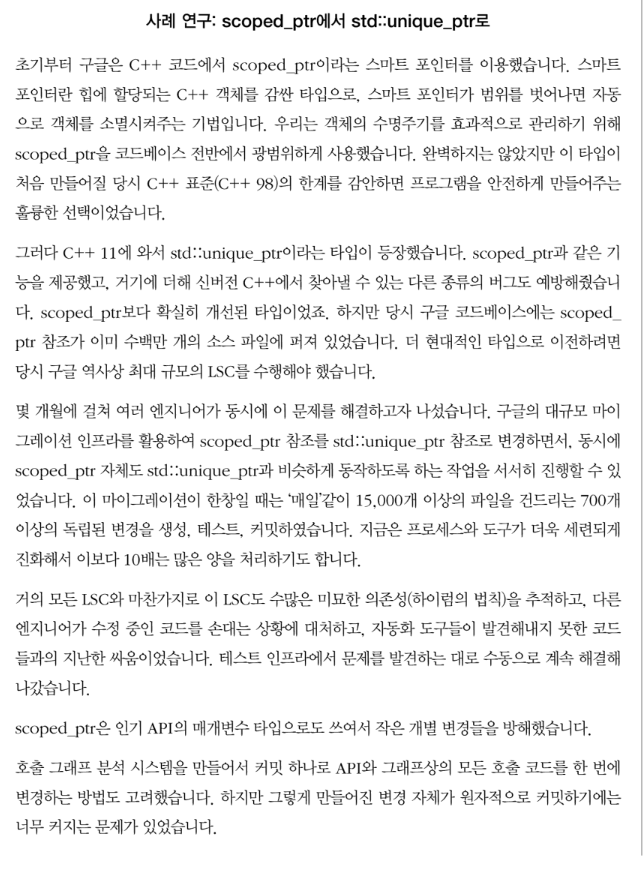 사례 연구: scoped_ptr에서 std::unique_ptr로
초기부터 구글은 C++ 코드에서 scoped_ptr이라는 스마트 포인터를 이용했습니다. 스마트
포인터란 힙에 할당되는 C++ 객체를 감싼 타입으로, 스마트 포인터가 범위를 벗어나면 자동
으로 객체를 소멸시켜주는 기법입니다. 우리는 객체의 수명주기를 효과적으로 관리하기 위해
scoped_ptr을 코드베이스 전반에서 광범위하게 사용했습니다. 완벽하지는 않았지만 이 타입이
처음 만들어질 당시 C++ 표준(C++ 98)의 한계를 감안하면 프로그램을 안전하게 만들어주는
훌륭한 선택이었습니다.
그러다 C++ 11에 와서 std::unique_ptr이라는 타입이 등장했습니다. scoped_ptr과 같은 기
능을 제공했고, 거기에 더해 신버전 C++에서 찾아낼 수 있는 다른 종류의 버그도 예방해줬습니
다. scoped_ptr보다 확실히 개선된 타입이었죠. 하지만 당시 구글 코드베이스에는 scoped_
ptr 참조가 이미 수백만 개의 소스 파일에 퍼져 있었습니다. 더 현대적인 타입으로 이전하려면
당시 구글 역사상 최대 규모의 LSC를 수행해야 했습니다.
몇 개월에 걸쳐 여러 엔지니어가 동시에 이 문제를 해결하고자 나섰습니다. 구글의 대규모 마이
그레이션 인프라를 활용하여 scoped_ptr 참조를 std::unique_ptr 참조로 변경하면서, 동시에
scoped_ptr 자체도 std::unique_ptr과 비슷하게 동작하도록 하는 작업을 서서히 진행할 수 있
었습니다. 이 마이그레이션이 한창일 때는 '매일'같이 15,000개 이상의 파일을 건드리는 700개
이상의 독립된 변경을 생성, 테스트, 커밋하였습니다. 지금은 프로세스와 도구가 더욱 세련되게
진화해서 이보다 10배는 많은 양을 처리하기도 합니다.
거의 모든 LSC와 마찬가지로 이 LSC도 수많은 미묘한 의존성(하이럼의 법칙)을 추적하고, 다른
엔지니어가 수정 중인 코드를 손대는 상황에 대처하고, 자동화 도구들이 발견해내지 못한 코드
들과의 지난한 싸움이었습니다. 테스트 인프라에서 문제를 발견하는 대로 수동으로 계속 해결해
나갔습니다.
scoped_ptr은 인기 API의 매개변수 타입으로도 쓰여서 작은 개별 변경들을 방해했습니다.
호출 그래프 분석 시스템을 만들어서 커밋 하나로 API와 그래프상의 모든 호출 코드를 한 번에
변경하는 방법도 고려했습니다. 하지만 그렇게 만들어진 변경 자체가 원자적으로 커밋하기에는
너무 커지는 문제가 있었습니다.